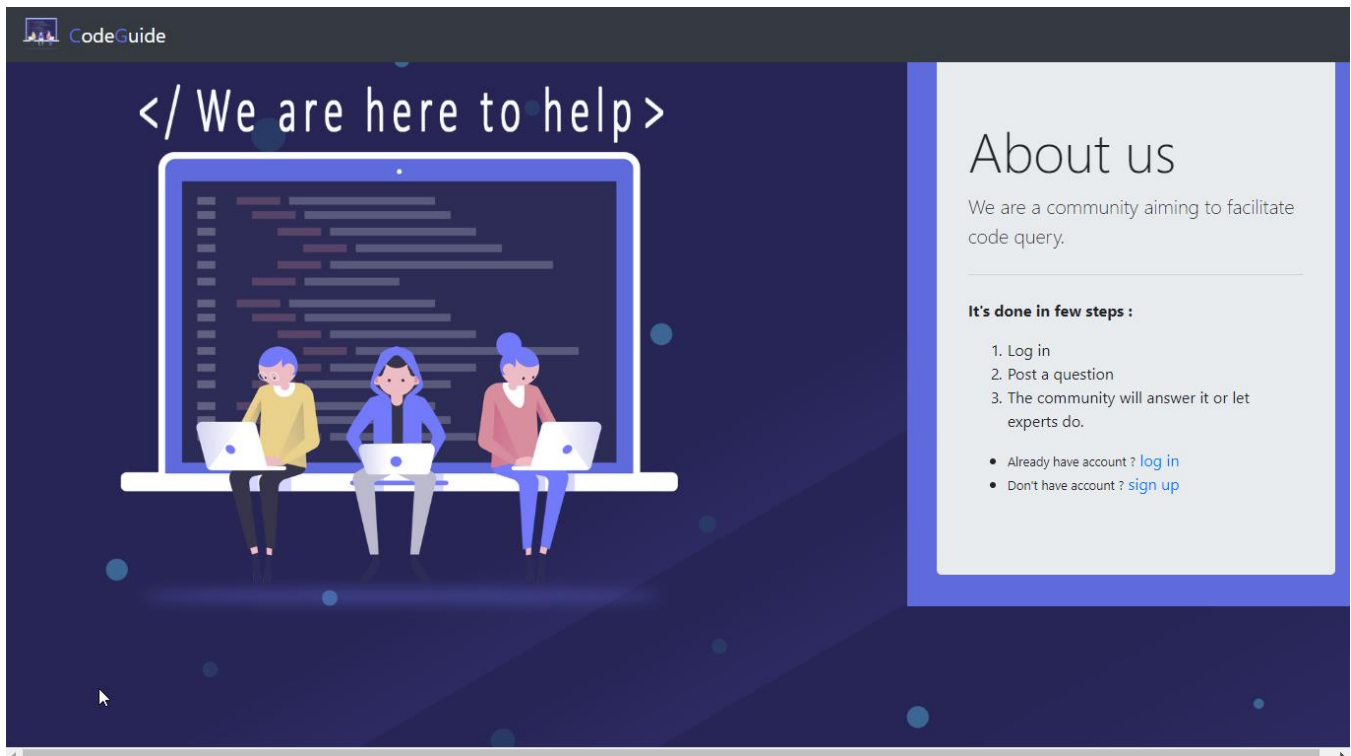 CodeGuide
</ We are here to help>
About us
We are a community aiming to facilitate
code query.
It's done in few steps :
1. Log in
2. Post a question
3. The community will answer it or let
experts do.
Already have account ? log in
Don't have account ? sign up